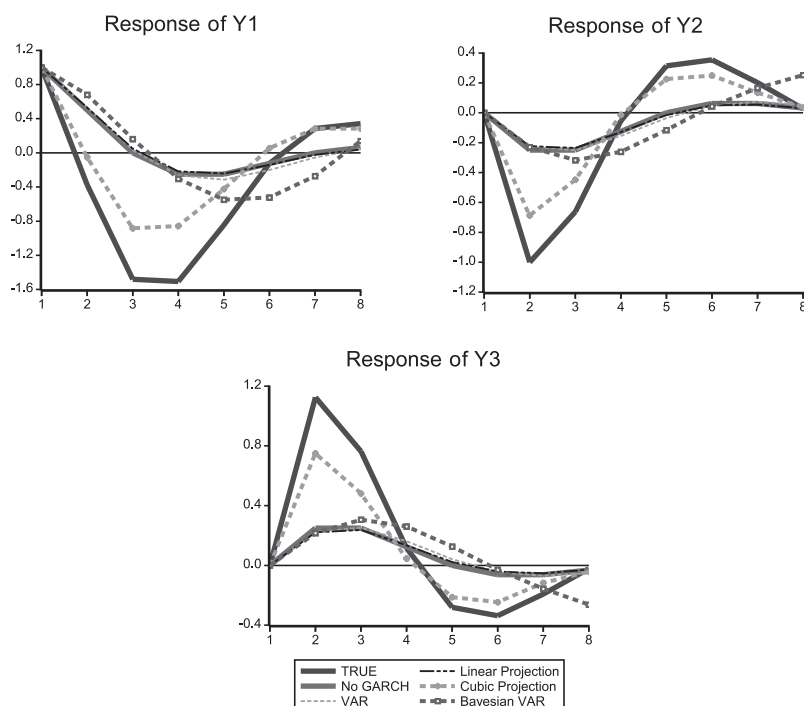 Response of Y1
1.2
0.8
0.4
0.0
-0.4
-0.8
-1.2
-1.6
1 2 3 4 5 6 7 8
Response of Y2
0.4
0.2
0.0
-0.2
-0.4
-0.6
-0.8
-1.0
-1.2
1 2 3 4 5 6 7 8
Response of Y3
1.2
0.8
0.4
0.0
-0.4
1 2 3 4 5 6 7 8
TRUE
No GARCH
VAR
Linear Projection
Cubic Projection
Bayesian VAR